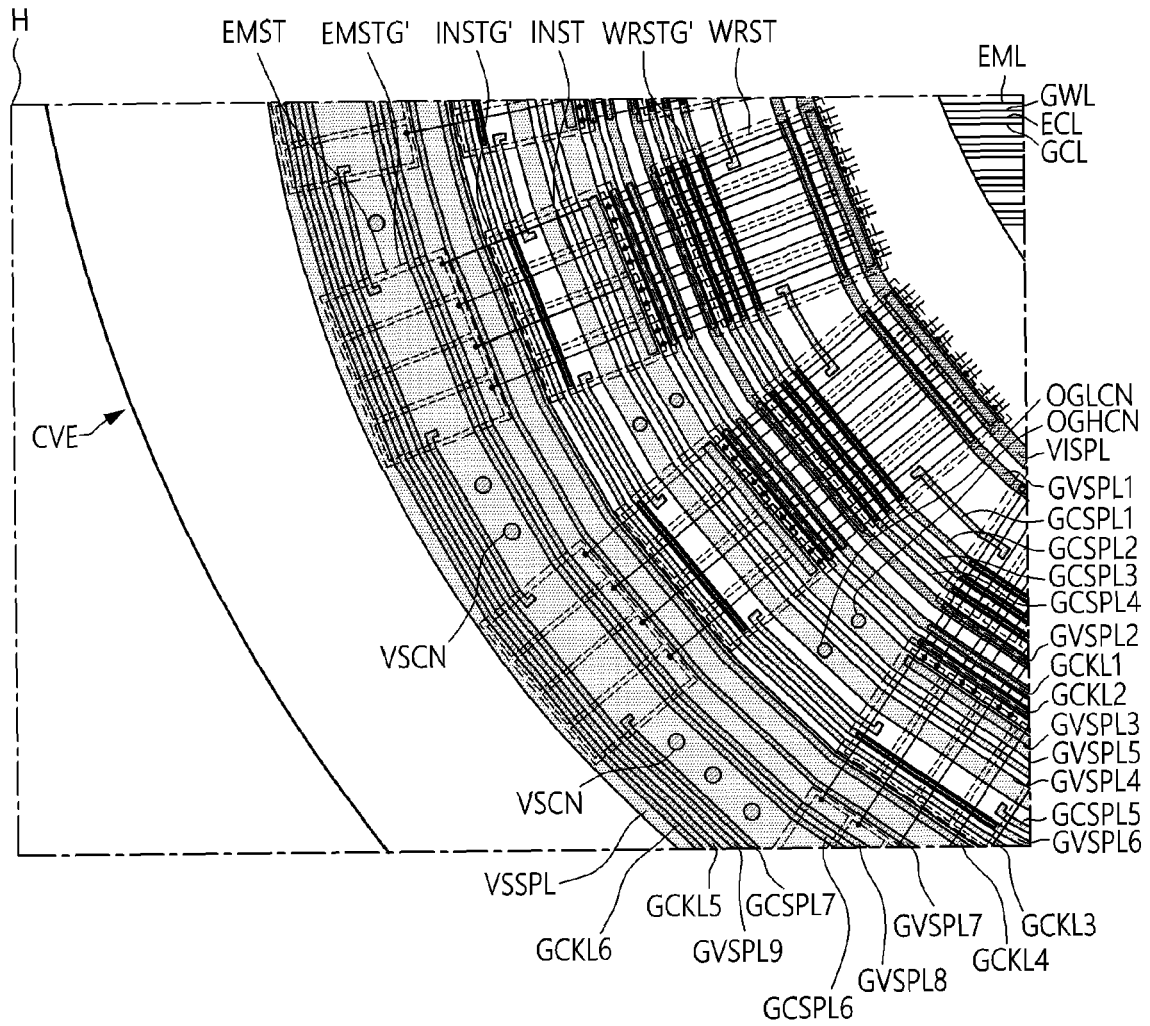 H
EMST EMSTG' INSTG' INST WRSTG' WRST
EML
GWL
ECL
GCL
CVE
OGLCN
OGHCN
VISPL
GVSPL1
GCSPL1
GCSPL2
GCSPL3
GCSPL4
GVSPL2
GCKL1
GCKL2
GVSPL3
GVSPL5
GVSPL4
GCSPL5
GVSPL6
VSCN
VSCN
VSSPL
GCKL6
GCKL5
GVSPL9
GCSPL7
GCSPL6
GVSPL8
GVSPL7
GCKL4
GCKL3